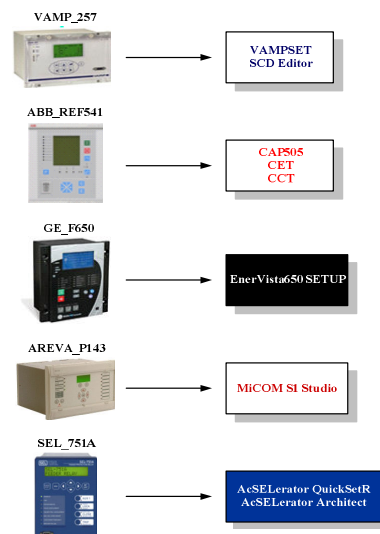 VAMP_257
VAMPSET
SCD Editor
ABB_REF541
CAP505
CET
CCT
GE_F650
EnerVista650 SETUP
AREVA_P143
MiCOM S1 Studio
SEL_751A
AcSELerator QuickSetR
AcSELerator Architect